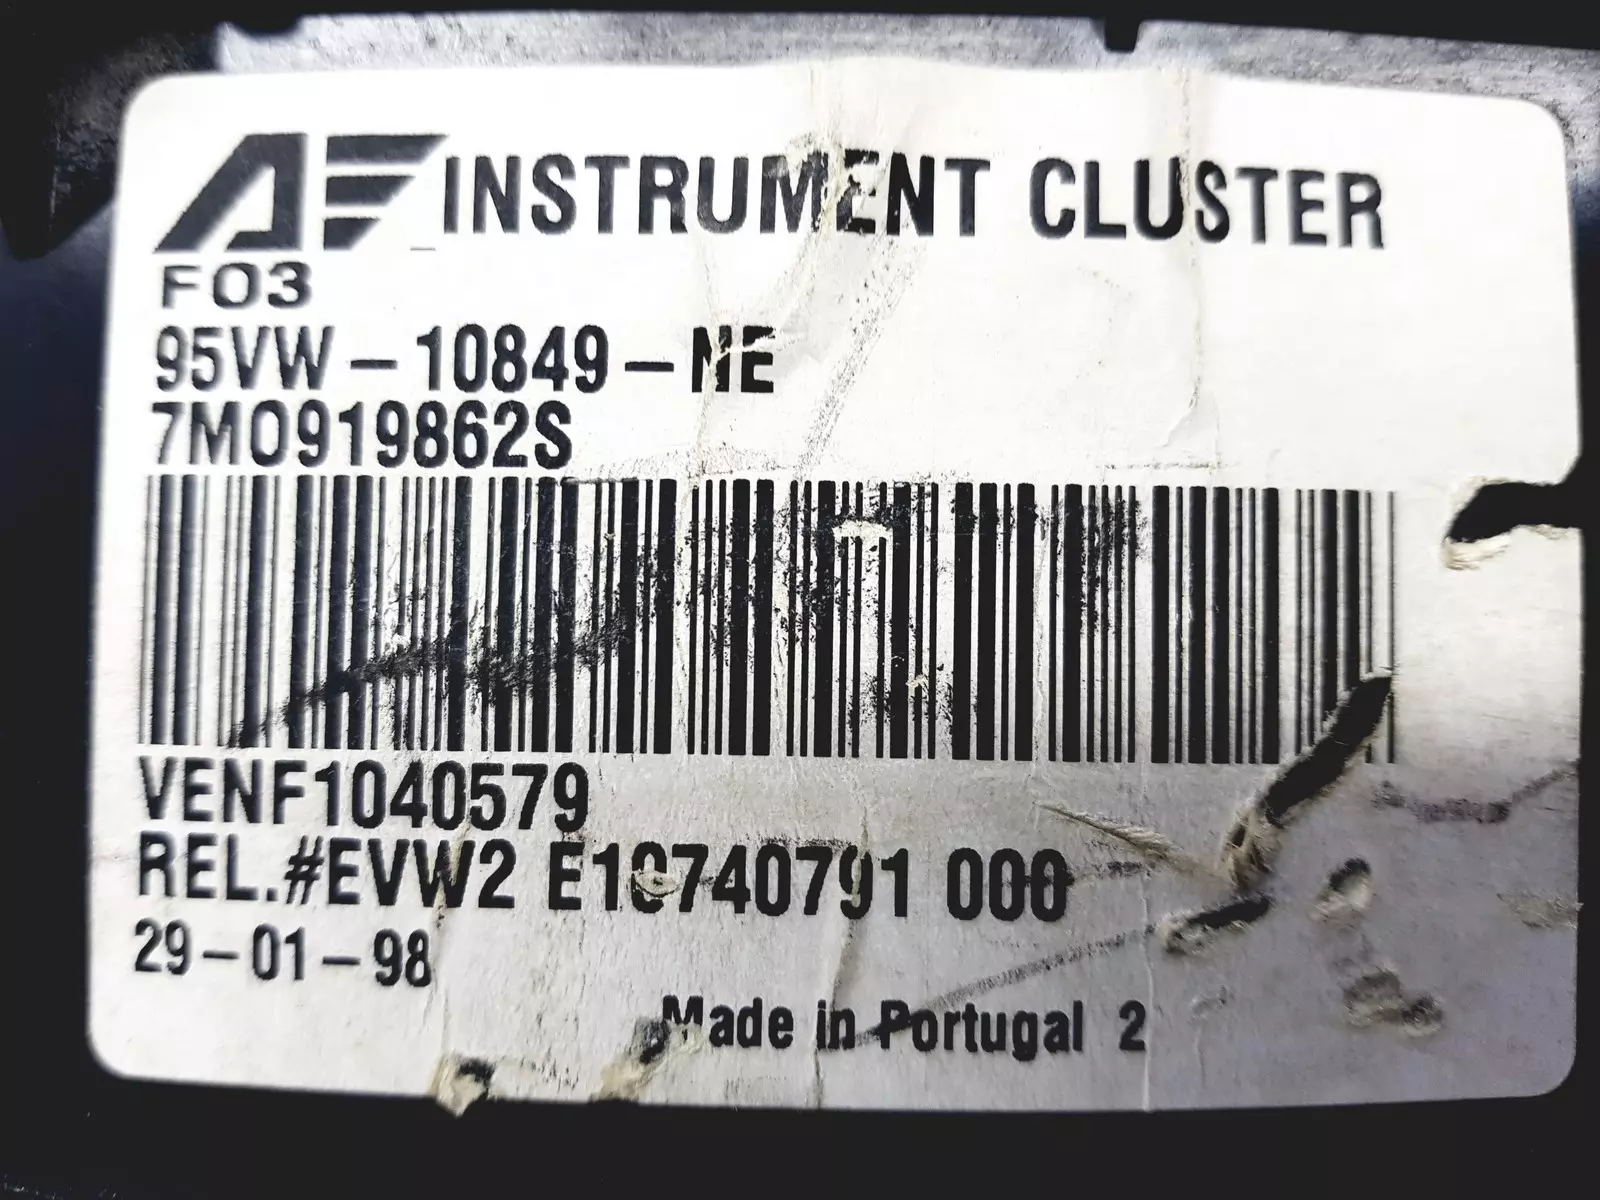 AF INSTRUMENT CLUSTER
F03
95VW-10849-NE
7M0919862S
VENF1040579
REL.#EVW2 E10740791 000
29-01-98
Made in Portugal 2